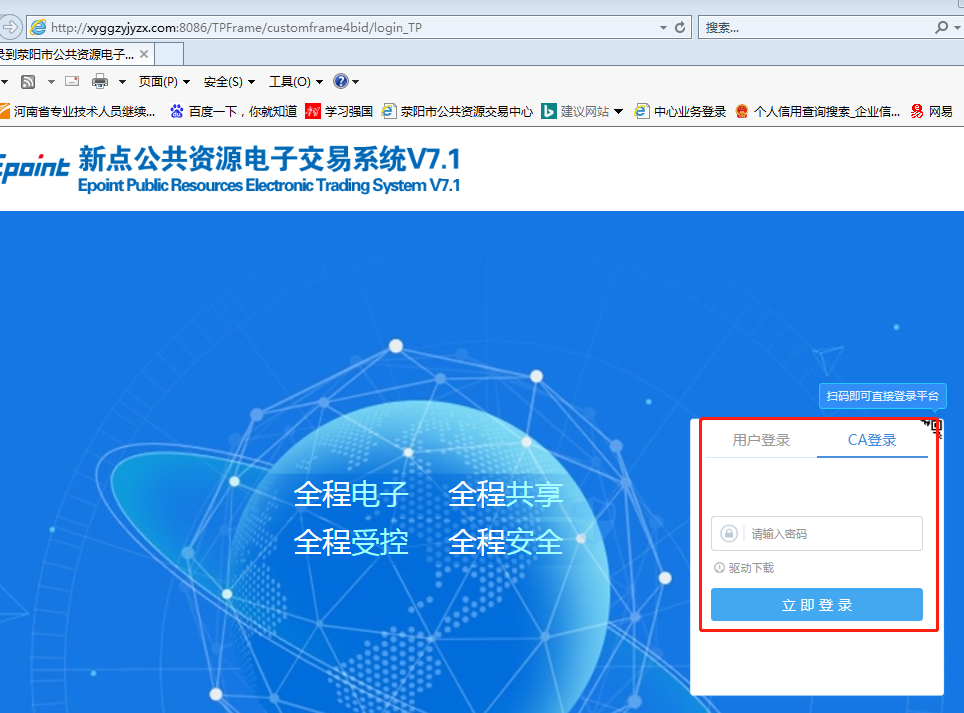 http://xyggzyjyzx.com:8086/TPFrame/customframe4bid/login_TP
搜索...
录到荥阳市公共资源电子...
页面(P) 安全(S) 工具(O)
河南省专业技术人员继续... 百度一下，你就知道 学习强国 荥阳市公共资源交易中心 建议网站 中心业务登录 个人信用查询搜索_企业信... 网易
Epoint 新点公共资源电子交易系统V7.1
Epoint Public Resources Electronic Trading System V7.1
扫码即可直接登录平台
用户登录 CA登录
全程电子 全程共享
全程受控 全程安全
请输入密码
驱动下载
立即登录